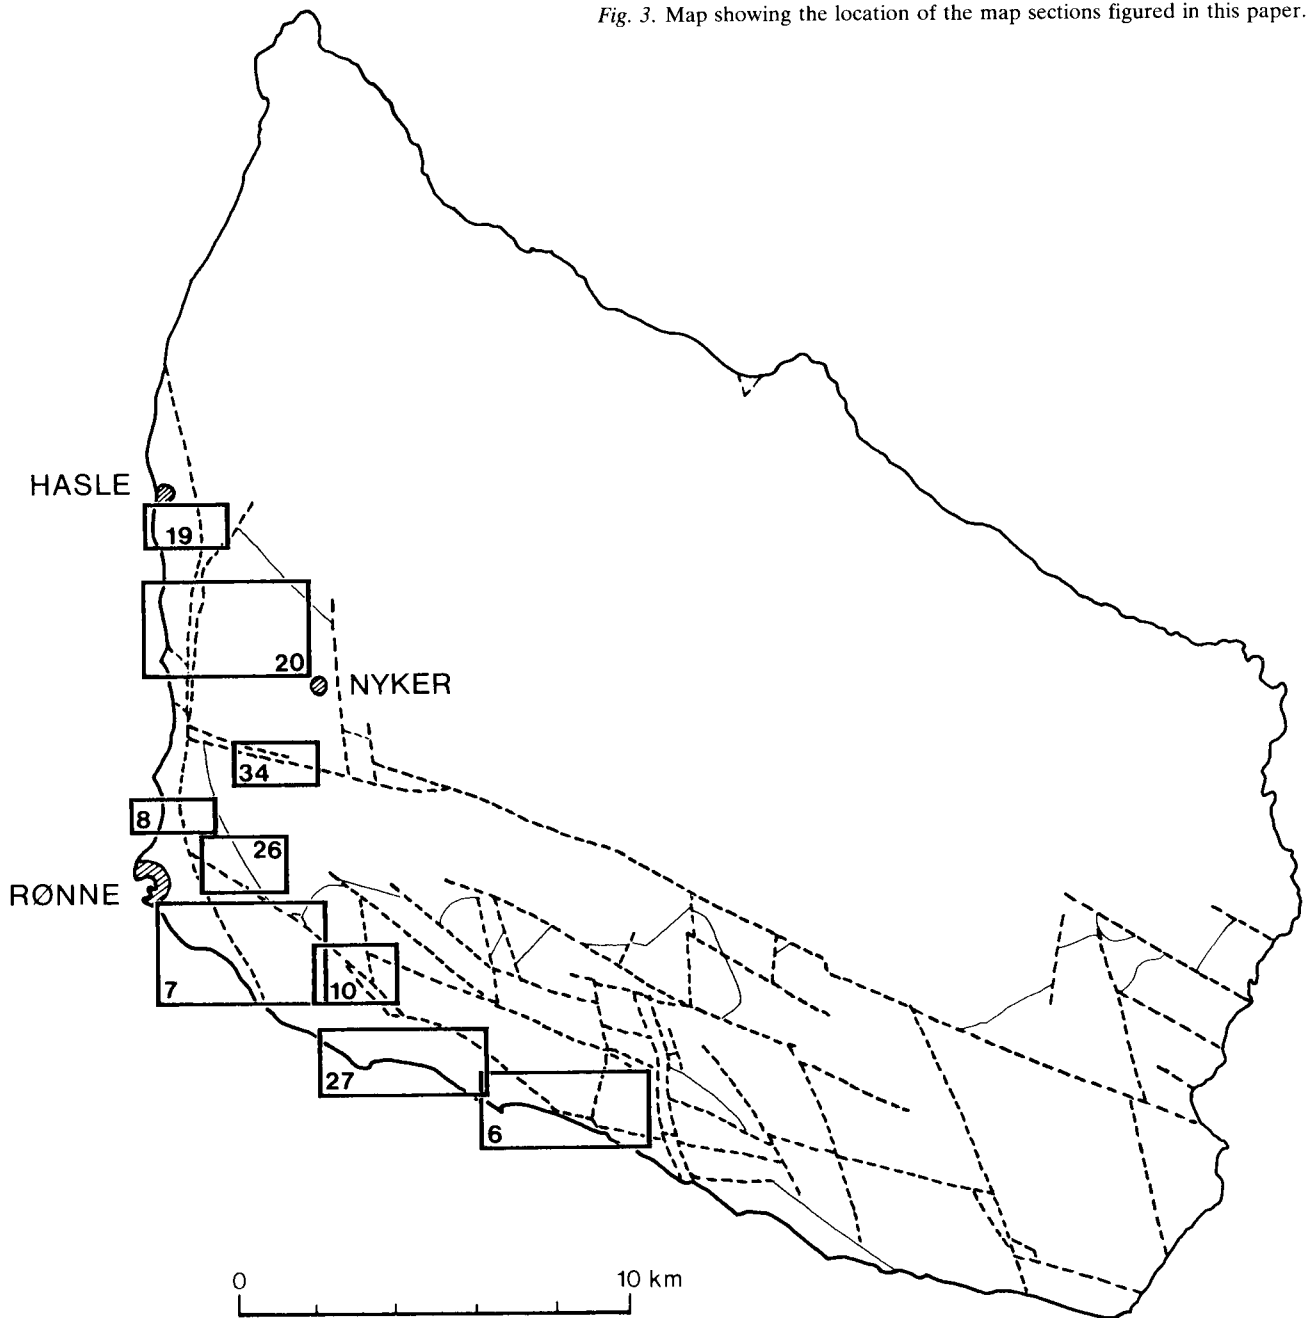 Fig. 3. Map showing the location of the map sections figured in this paper.
HASLE
19
20
NYKER
34
8
26
RØNNE
7
10
27
6
0 10 km